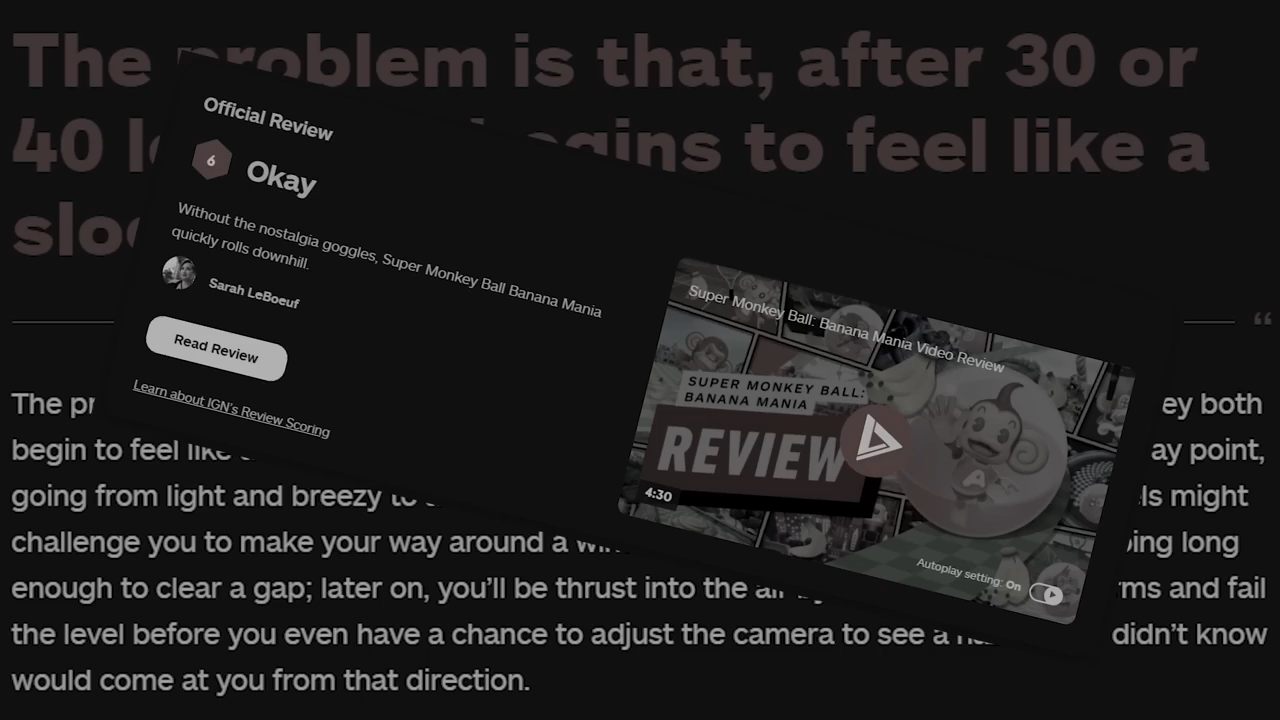 The problem is that, after 30 or
40 begins to feel like a
Official Review
6
Okay
Without the nostalgia goggles, Super Monkey Ball Banana Mania
quickly rolls downhill.
Sarah LeBoeuf
Read Review
Learn about IGN's Review Scoring
Super Monkey Ball: Banana Mania Video Review
SUPER MONKEY BALL:
BANANA MANIA
REVIEW
4:30
Autoplay setting: On
“
The ey both
begin to feel like ay point,
going from light and breezy to might
challenge you to make your way around a long
enough to clear a gap; later on, you’ll be thrust into the air and fail
the level before you even have a chance to adjust the camera to see a didn’t know
would come at you from that direction.